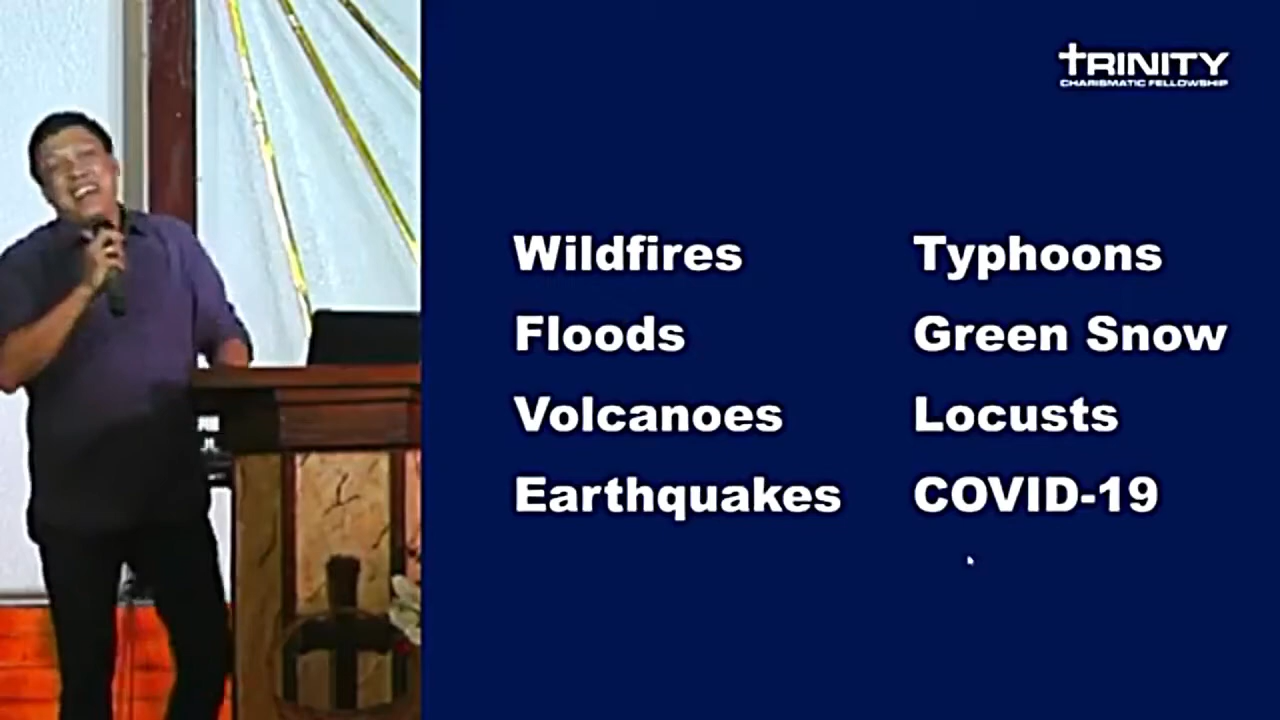 TRINITY
CHARISMATIC FELLOWSHIP
Wildfires
Floods
Volcanoes
Earthquakes
Typhoons
Green Snow
Locusts
COVID-19